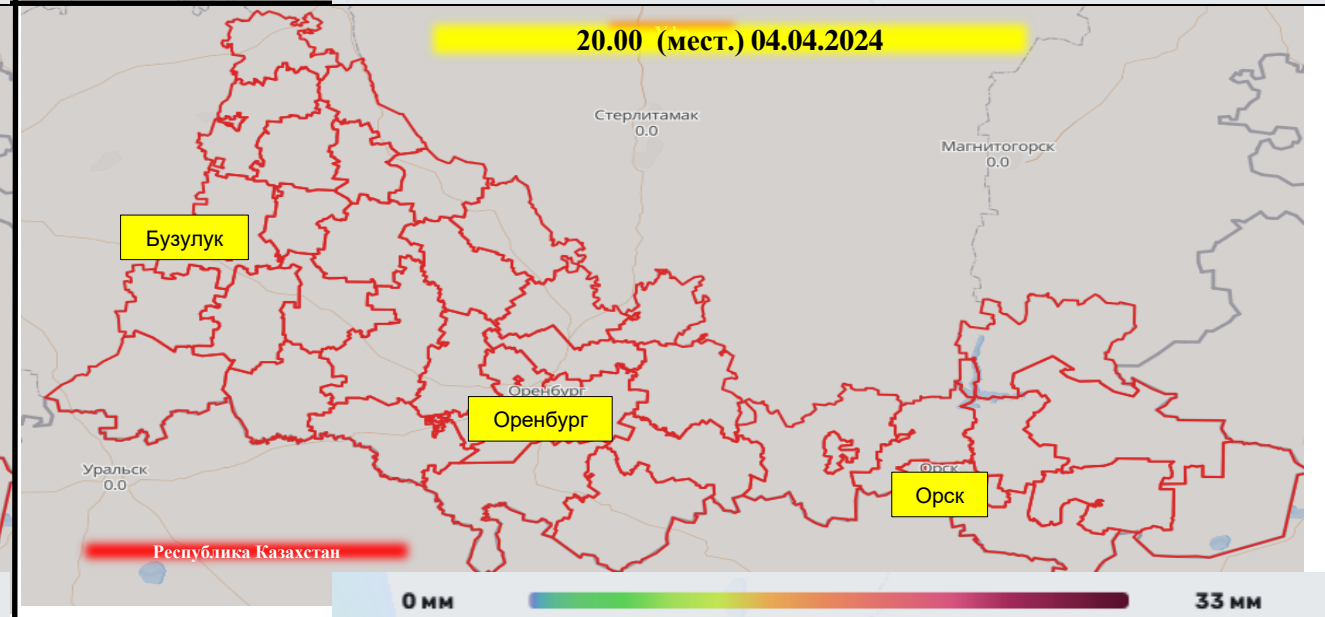 20.00 (мест.) 04.04.2024
Стерлитамак
0.0
Магнитогорск
0.0
Бузулук
Оренбург
Оренбург
Орск
Орск
Уральск
0.0
Республика Казахстан
0 мм
33 мм